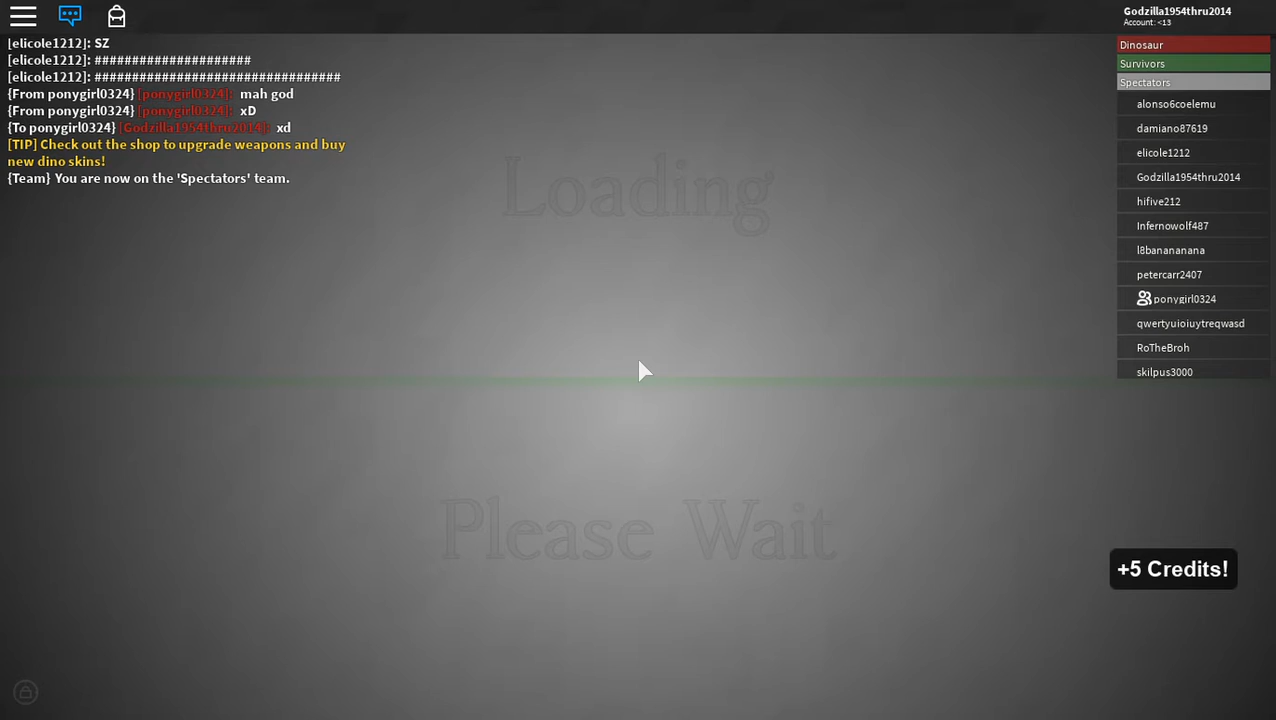 Godzilla1954thru2014
Account: <13
[elicole1212]: SZ
[elicole1212]: #####################
[elicole1212]: #################################
{From ponygirl0324} [ponygirl0324]: mah god
{From ponygirl0324} [ponygirl0324]: xD
{To ponygirl0324} [Godzilla1954thru2014]: xd
[TIP] Check out the shop to upgrade weapons and buy
new dino skins!
{Team} You are now on the 'Spectators' team.
Dinosaur
Survivors
Spectators
alonso6coelemu
damiano87619
elicole1212
Godzilla1954thru2014
hifive212
Infernowolf487
l8banananana
petercarr2407
ponygirl0324
qwertyuioiuytreqwasd
RoTheBroh
skilpus3000
Loading
Please Wait
+5 Credits!